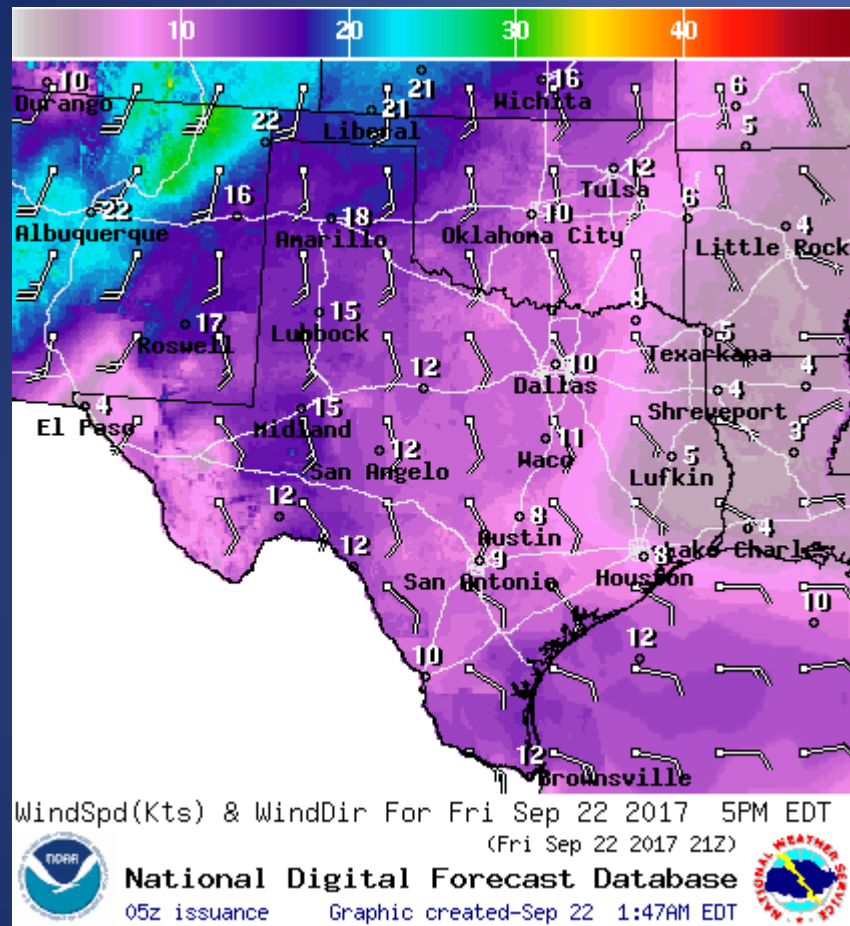 10 20 30 40
10 21 16 6
Durango Wichita
21
Liberal
22 5
12
Tulsa
22 16 18 10 6 4
Albuquerque Amarillo Oklahoma City Little Rock
17 15 8 5
Roswell Lubbock Texarkana
12 10 4 4
Dallas
4 15 Shreveport
El Paso Midland 11 3
12 Waco 5
San Angelo Lufkin
12 8 4
Austin Lake Charles
12 9 8
San Antonio Houston
10
12
10
12
Brownsville
WindSpd(Kts) & WindDir For Fri Sep 22 2017 5PM EDT
(Fri Sep 22 2017 21Z)
NOAA
National Digital Forecast Database
05z issuance Graphic created-Sep 22 1:47AM EDT
NATIONAL WEATHER SERVICE